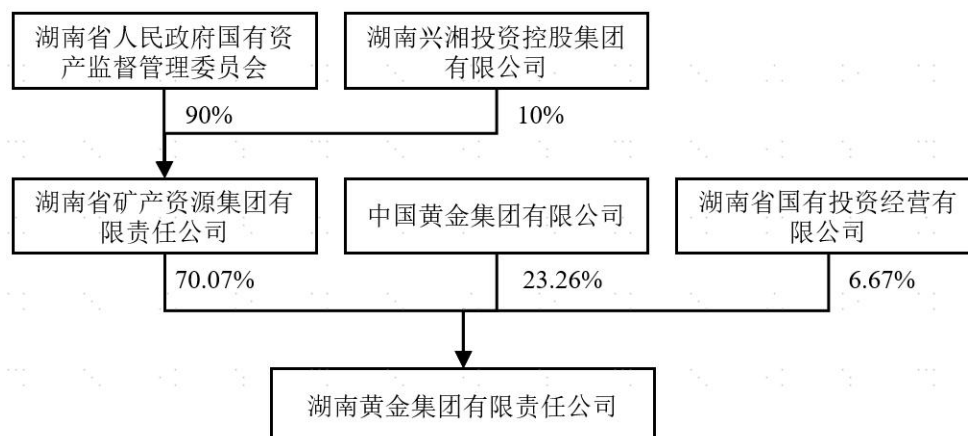 湖南省人民政府国有资
产监督管理委员会
湖南兴湘投资控股集团
有限公司
90%
10%
湖南省矿产资源集团有
限责任公司
中国黄金集团有限公司
湖南省国有投资经营有
限公司
70.07%
23.26%
6.67%
湖南黄金集团有限责任公司